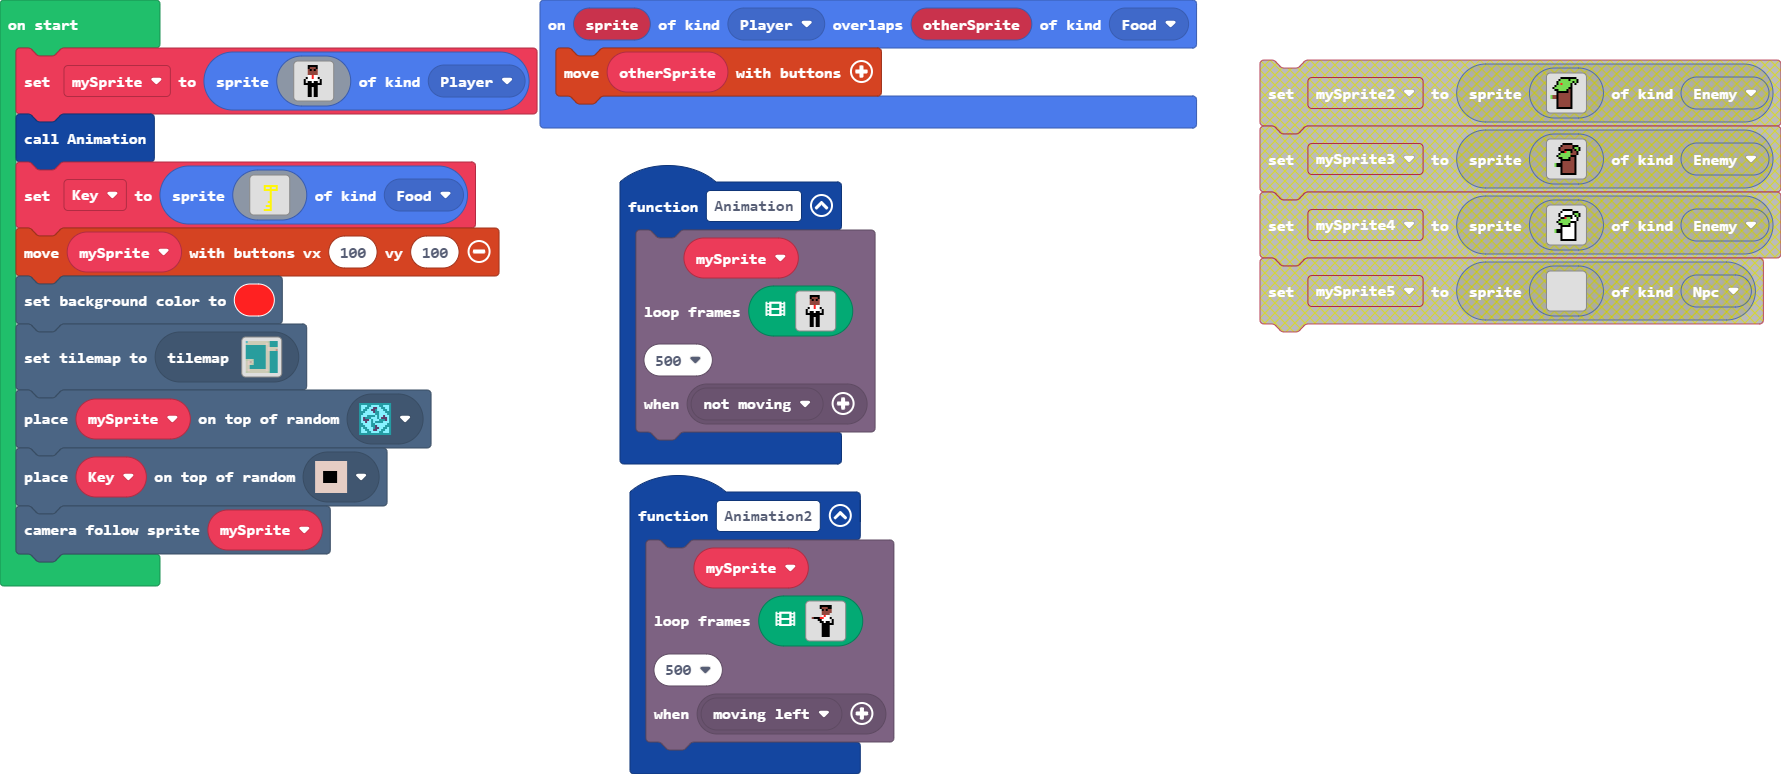 on start
set mySprite to sprite of kind Player
call Animation
set Key to sprite of kind Food
move mySprite with buttons vx 100 vy 100
set background color to
set tilemap to tilemap
place mySprite on top of random
place Key on top of random
camera follow sprite mySprite
on sprite of kind Player overlaps otherSprite of kind Food
move otherSprite with buttons
function Animation
mySprite
loop frames
500
when not moving
function Animation2
mySprite
loop frames
500
when moving left
set mySprite2 to sprite of kind Enemy
set mySprite3 to sprite of kind Enemy
set mySprite4 to sprite of kind Enemy
set mySprite5 to sprite of kind Npc